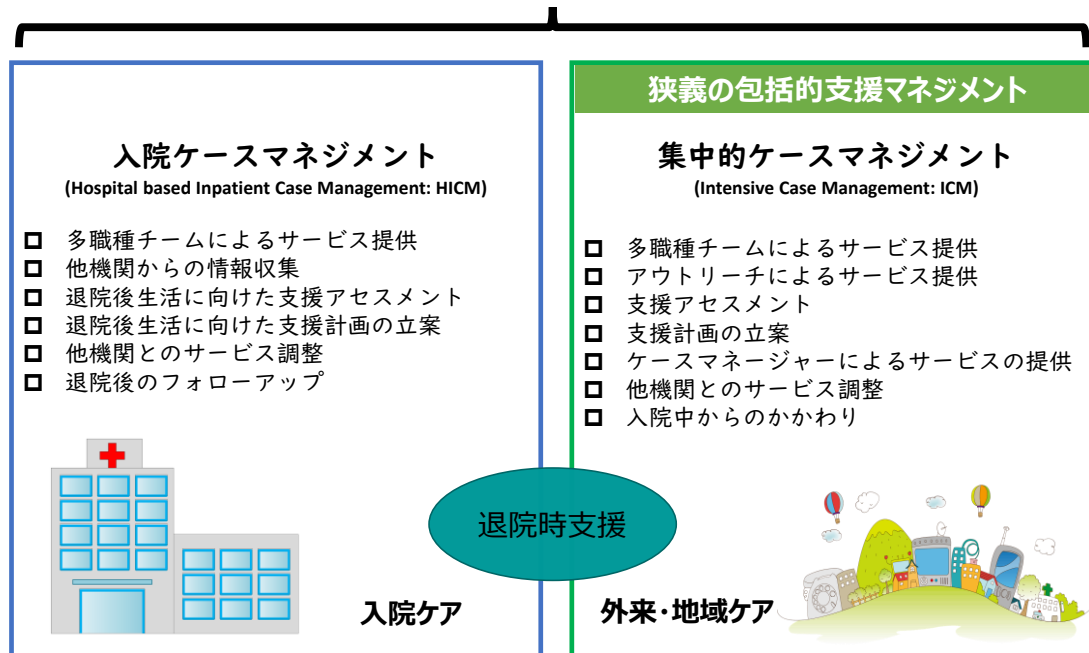 入院ケースマネジメント
(Hospital based Inpatient Case Management: HICM)
多職種チームによるサービス提供
他機関からの情報収集
退院後生活に向けた支援アセスメント
退院後生活に向けた支援計画の立案
他機関とのサービス調整
退院後のフォローアップ
入院ケア
狭義の包括的支援マネジメント
集中的ケースマネジメント
(Intensive Case Management: ICM)
多職種チームによるサービス提供
アウトリーチによるサービス提供
支援アセスメント
支援計画の立案
ケースマネージャーによるサービスの提供
他機関とのサービス調整
入院中からのかかわり
退院時支援
外来・地域ケア